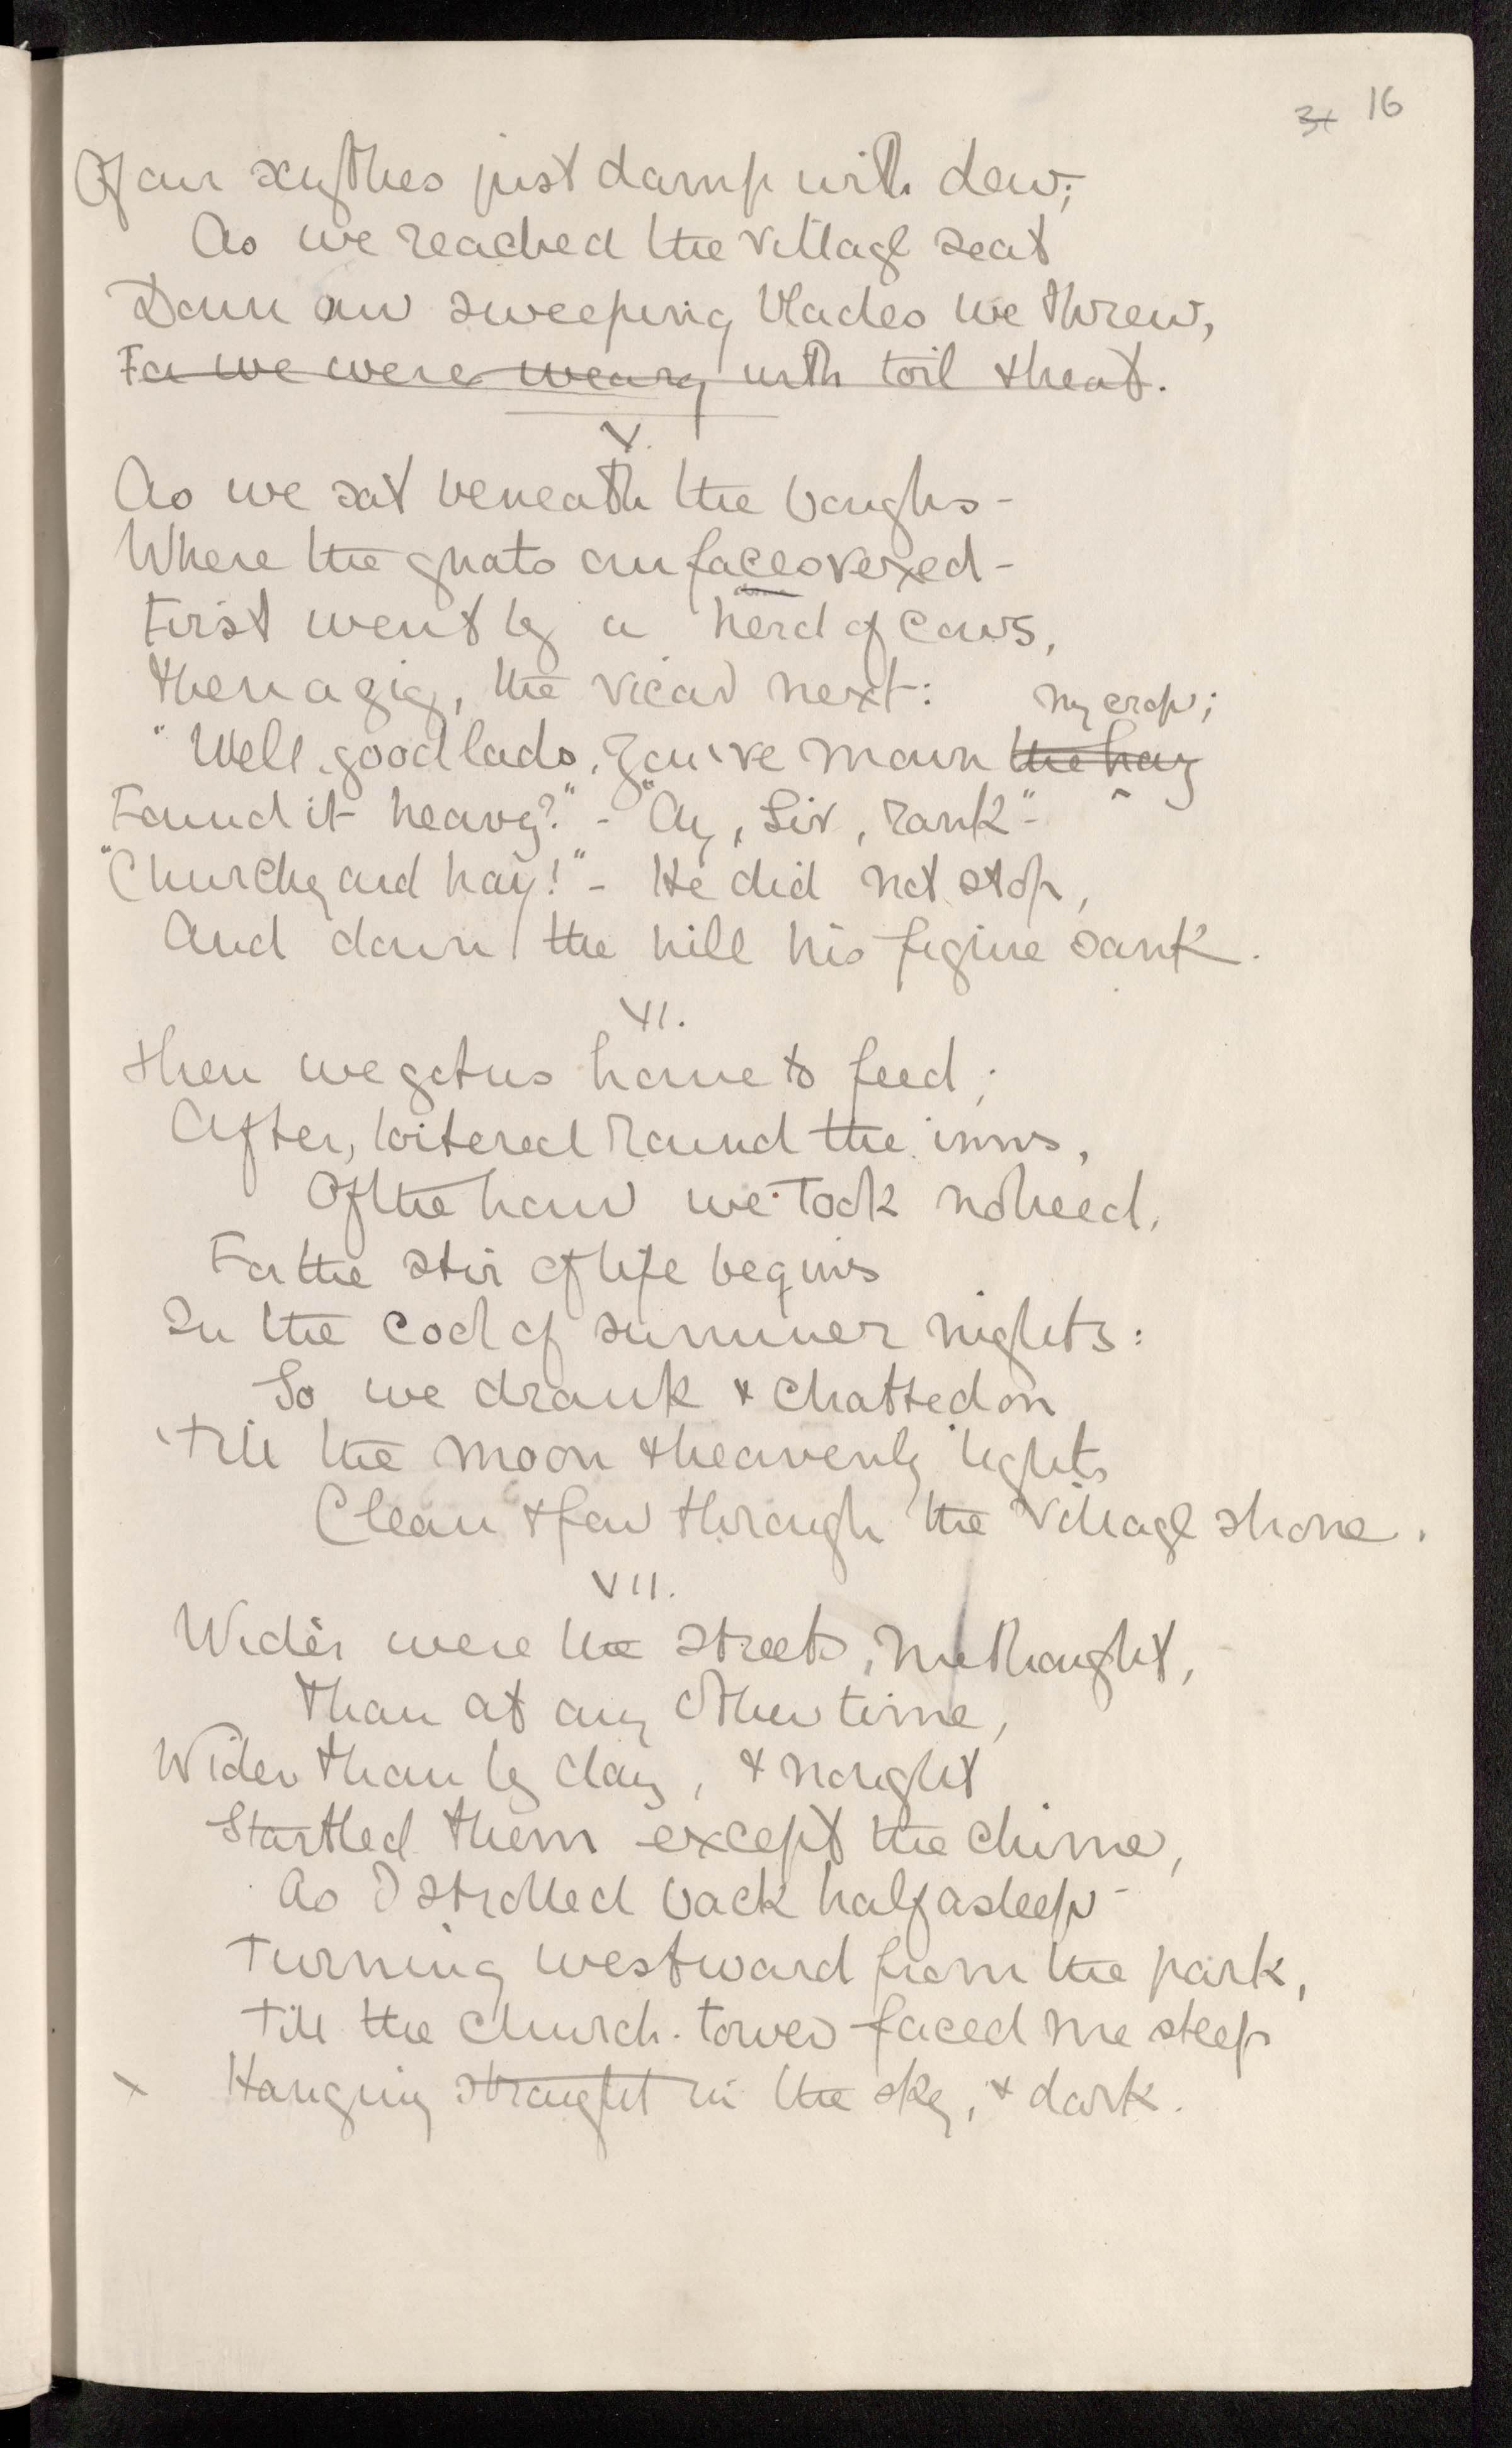 31 16
Of our scythes just damp with dew;
As we reached the village seat
Down our sweeping blades we threw,
For we were weary with toil & heat.
V.
As we sat beneath the boughs -
Where the gnats our faces vexed -
First went by a herd of cows,
Then a gig, the vicar next:
my crop;
"Well, good lads, you've mown the hay
Found it heavy?" - "Ay, Sir, rank" -
"Churchyard hay!" - He did not stop,
And down the hill his figure sank.
VI.
Then we got us home to feed;
After, loitered round the inns,
Of the hour we took no heed,
For the stir of life begins
In the cool of summer nights:
So we drank & chatted on
'Till the moon & heavenly lights
Clear & few through the village shone.
VII.
Wider were the streets, methought,
Than at any other time,
Wider than by day, & nought
Startled them except the chime,
As I strolled back half asleep -
Turning westward from the park,
Till the church-tower faced me steep
x Hanging straight in the sky, & dark.